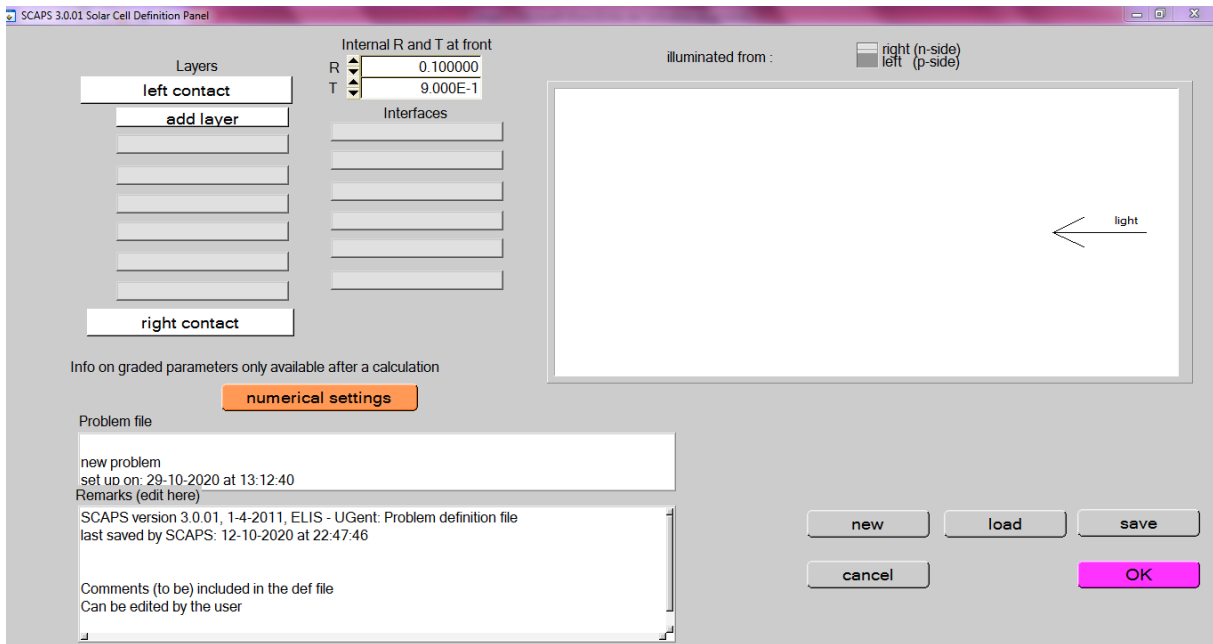 SCAPS 3.0.01 Solar Cell Definition Panel
Layers
left contact
add layer
right contact
Internal R and T at front
R 0.100000
T 9.000E-1
Interfaces
illuminated from :
right (n-side)
left (p-side)
light
Info on graded parameters only available after a calculation
numerical settings
Problem file
new problem
set up on: 29-10-2020 at 13:12:40
Remarks (edit here)
SCAPS version 3.0.01, 1-4-2011, ELIS - UGent: Problem definition file
last saved by SCAPS: 12-10-2020 at 22:47:46
Comments (to be) included in the def file
Can be edited by the user
new
load
save
cancel
OK